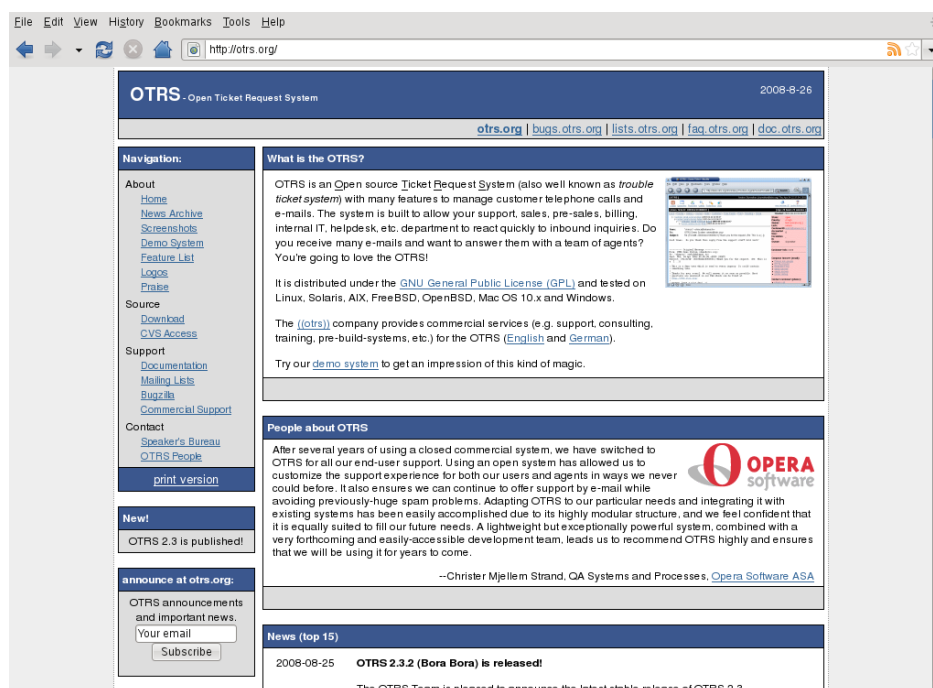 File Edit View History Bookmarks Tools Help
http://otrs.org/
OTRS - Open Ticket Request System
2008-8-26
otrs.org | bugs.otrs.org | lists.otrs.org | faq.otrs.org | doc.otrs.org
Navigation:
About
Home
News Archive
Screenshots
Demo System
Feature List
Logos
Praise
Source
Download
CVS Access
Support
Documentation
Mailing Lists
Bugzilla
Commercial Support
Contact
Speaker's Bureau
OTRS People
print version
New!
OTRS 2.3 is published!
announce at otrs.org:
OTRS announcements
and important news.
Your email
Subscribe
What is the OTRS?
OTRS is an Open source Ticket Request System (also well known as trouble
ticket system) with many features to manage customer telephone calls and
e-mails. The system is built to allow your support, sales, pre-sales, billing,
internal IT, helpdesk, etc. department to react quickly to inbound inquiries. Do
you receive many e-mails and want to answer them with a team of agents?
You're going to love the OTRS!
It is distributed under the GNU General Public License (GPL) and tested on
Linux, Solaris, AIX, FreeBSD, OpenBSD, Mac OS 10.x and Windows.
The ((otrs)) company provides commercial services (e.g. support, consulting,
training, pre-build-systems, etc.) for the OTRS (English and German).
Try our demo system to get an impression of this kind of magic.
People about OTRS
After several years of using a closed commercial system, we have switched to
OTRS for all our end-user support. Using an open system has allowed us to
customize the support experience for both our users and agents in ways we never
could before. It also ensures we can continue to offer support by e-mail while
avoiding previously-huge spam problems. Adapting OTRS to our particular needs and integrating it with
existing systems has been easily accomplished due to its highly modular structure, and we feel confident that
it is equally suited to fill our future needs. A lightweight but exceptionally powerful system, combined with a
very forthcoming and easily-accessible development team, leads us to recommend OTRS highly and ensures
that we will be using it for years to come.
OPERA
software
--Christer Mjellem Strand, QA Systems and Processes, Opera Software ASA
News (top 15)
2008-08-25 OTRS 2.3.2 (Bora Bora) is released!
The OTRS Team is pleased to announce the latest stable release of OTRS 2.3